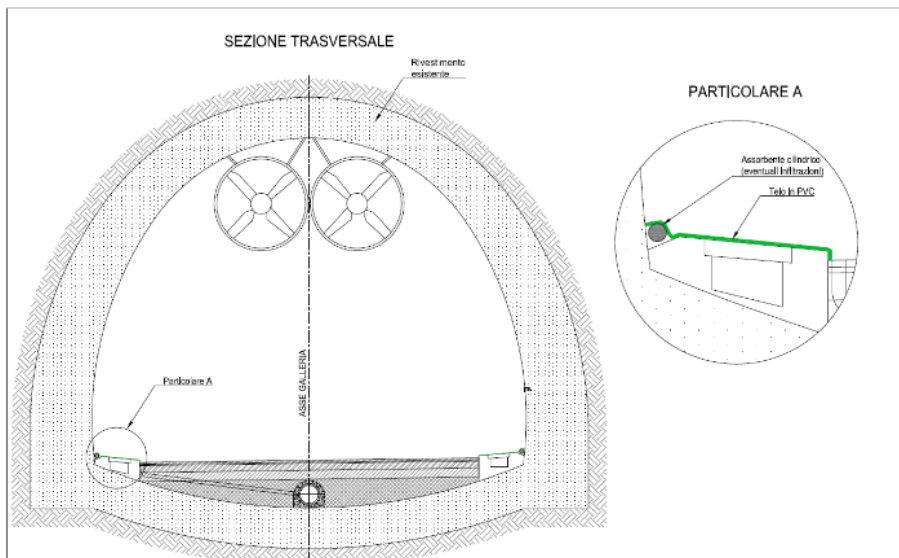 SEZIONE TRASVERSALE
Rivestimento
esistente
PARTICOLARE A
Assorbente cilindrico
(eventuali infiltrazioni)
Telo in PVC
ASSE GALLERIA
Particolare A